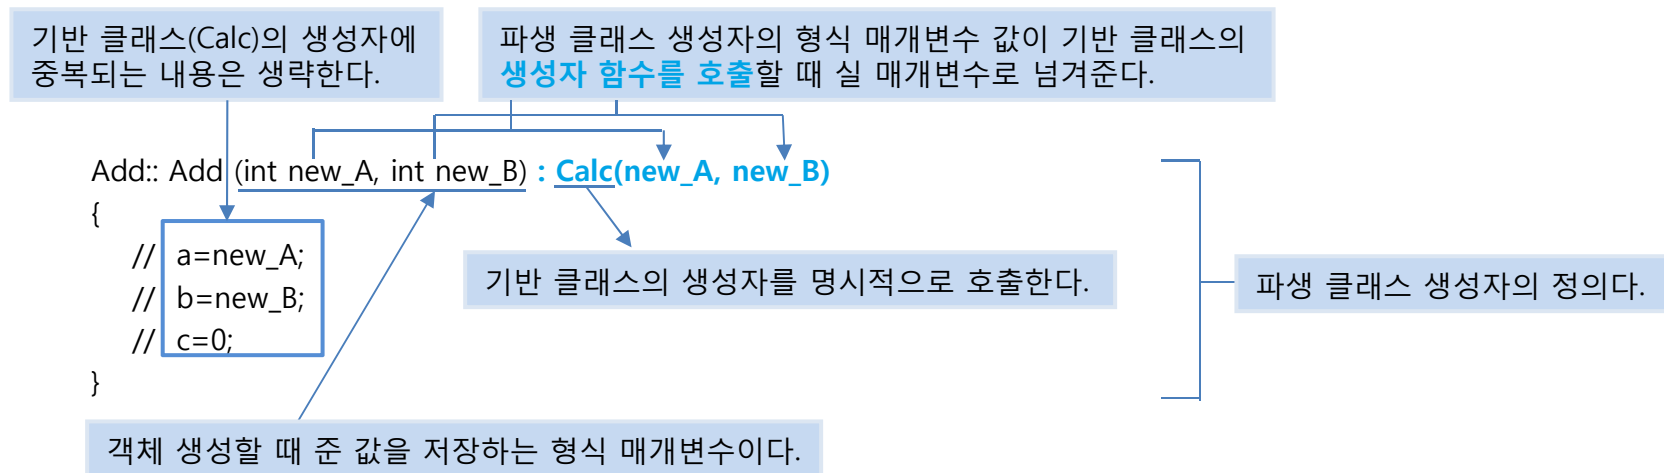 기반 클래스(Calc)의 생성자에
중복되는 내용은 생략한다.
파생 클래스 생성자의 형식 매개변수 값이 기반 클래스의
생성자 함수를 호출할 때 실 매개변수로 넘겨준다.
Add:: Add (int new_A, int new_B) : Calc(new_A, new_B)
{
// a=new_A;
// b=new_B;
// c=0;
}
기반 클래스의 생성자를 명시적으로 호출한다.
파생 클래스 생성자의 정의다.
객체 생성할 때 준 값을 저장하는 형식 매개변수이다.